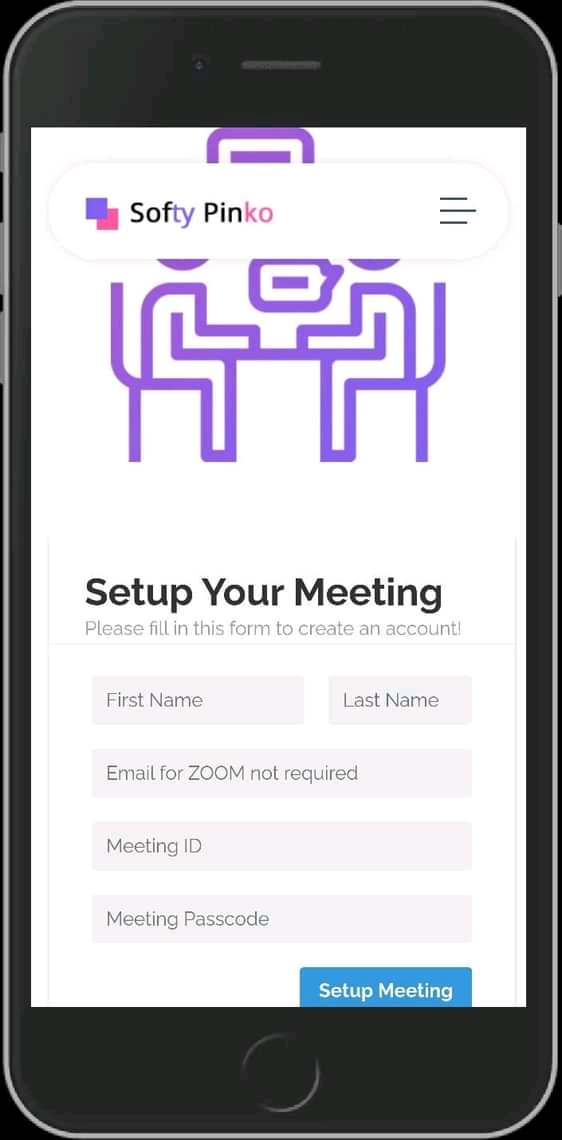 Softy Pinko
Setup Your Meeting
Please fill in this form to create an account!
First Name Last Name
Email for ZOOM not required
Meeting ID
Meeting Passcode
Setup Meeting